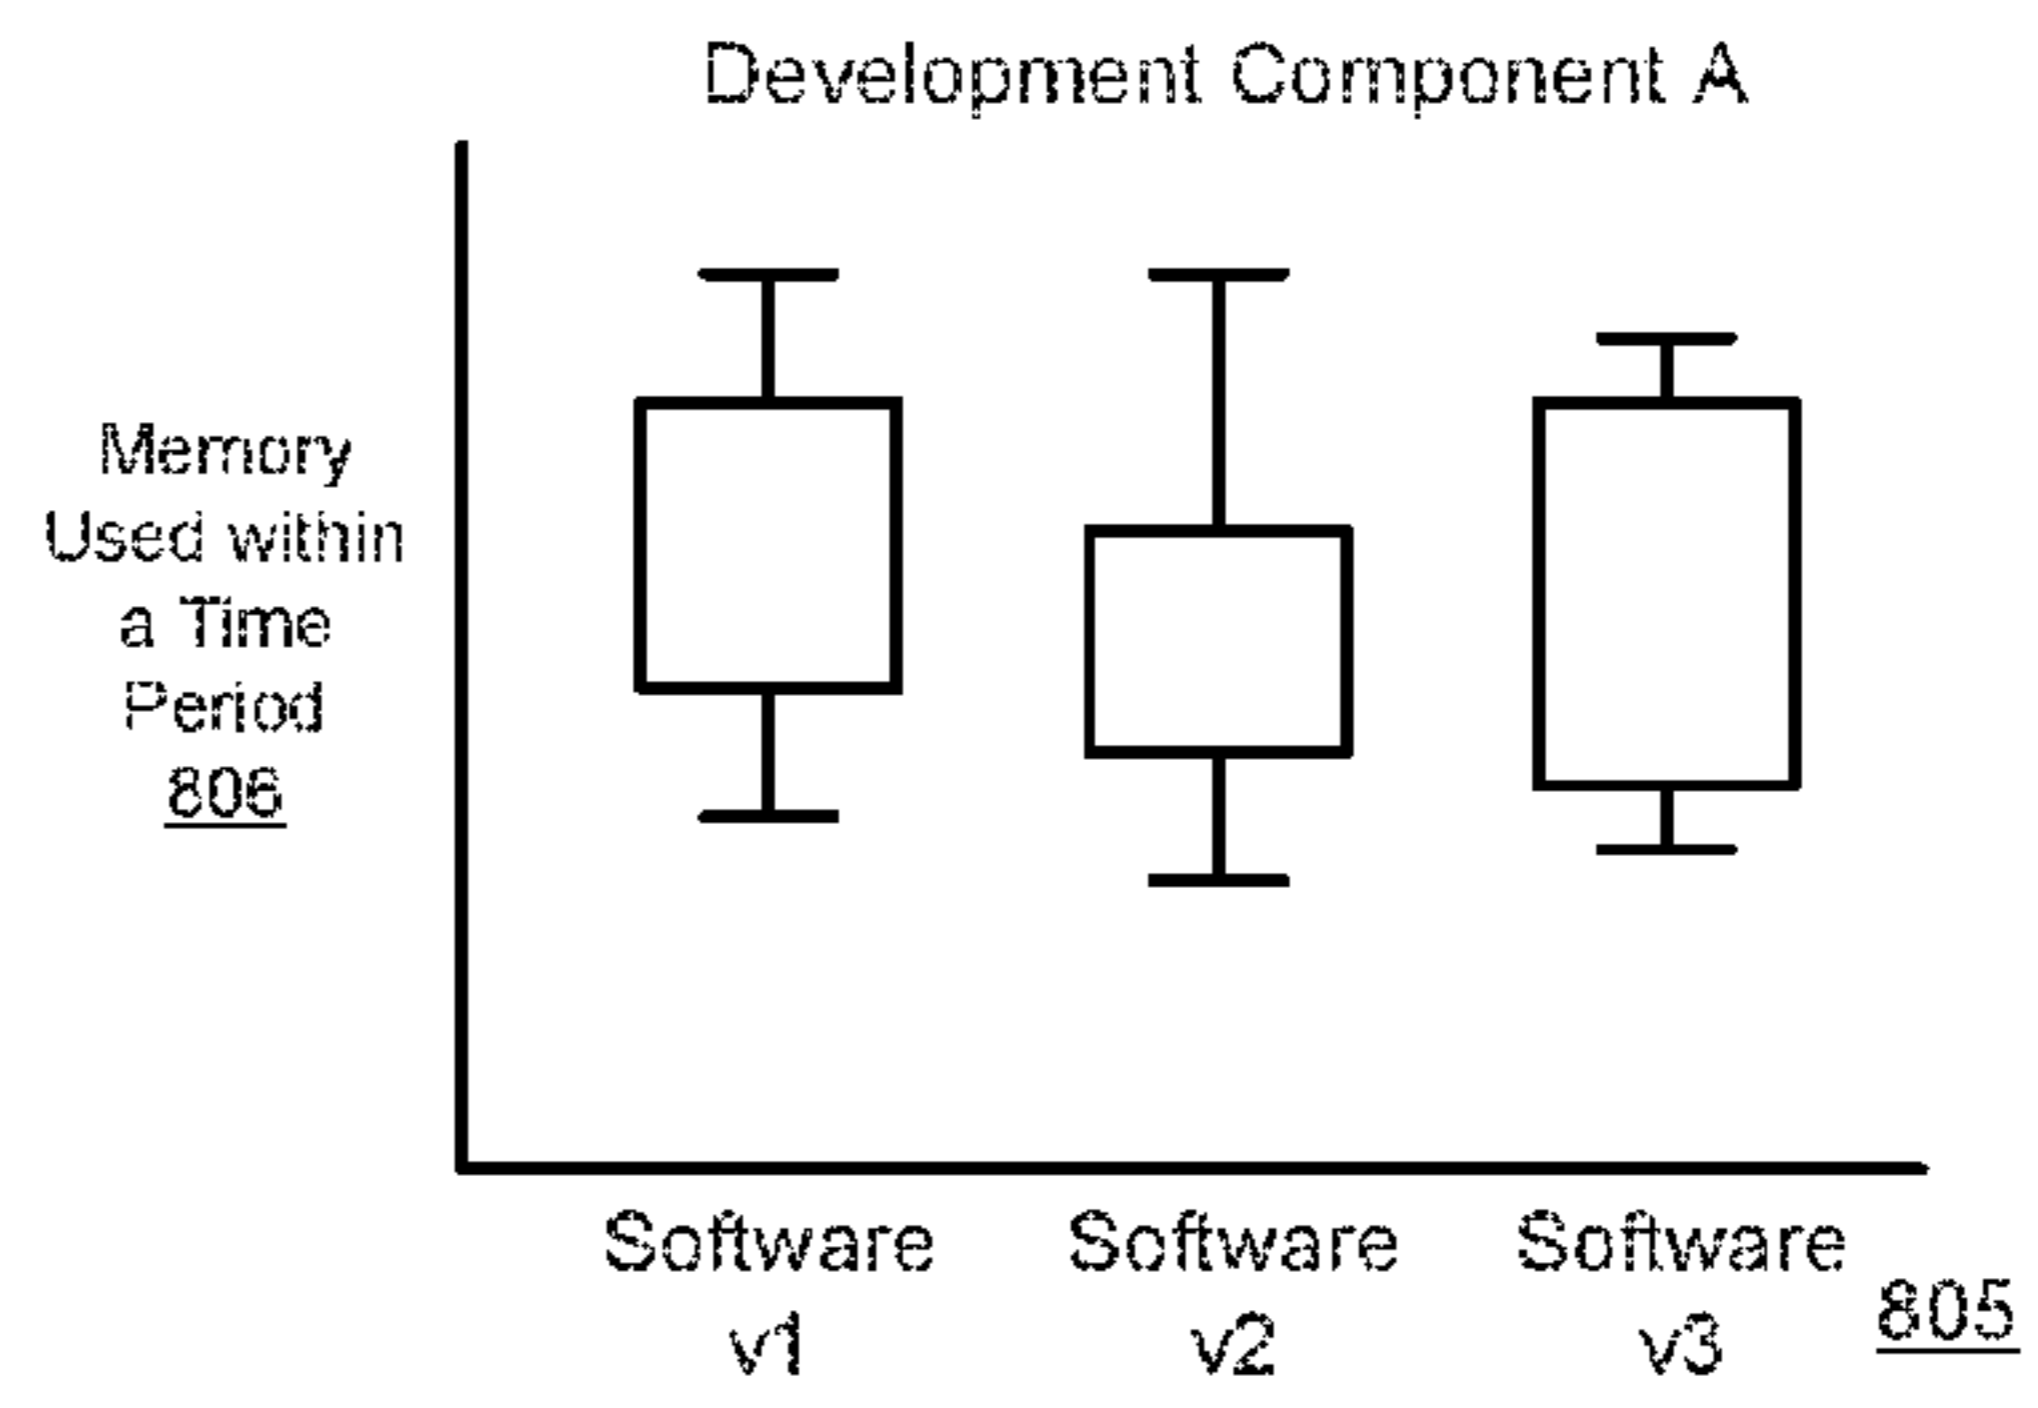 Development Component A
Memory
Used within
a Time
Period
806
Software
v1
Software
v2
Software
v3
805